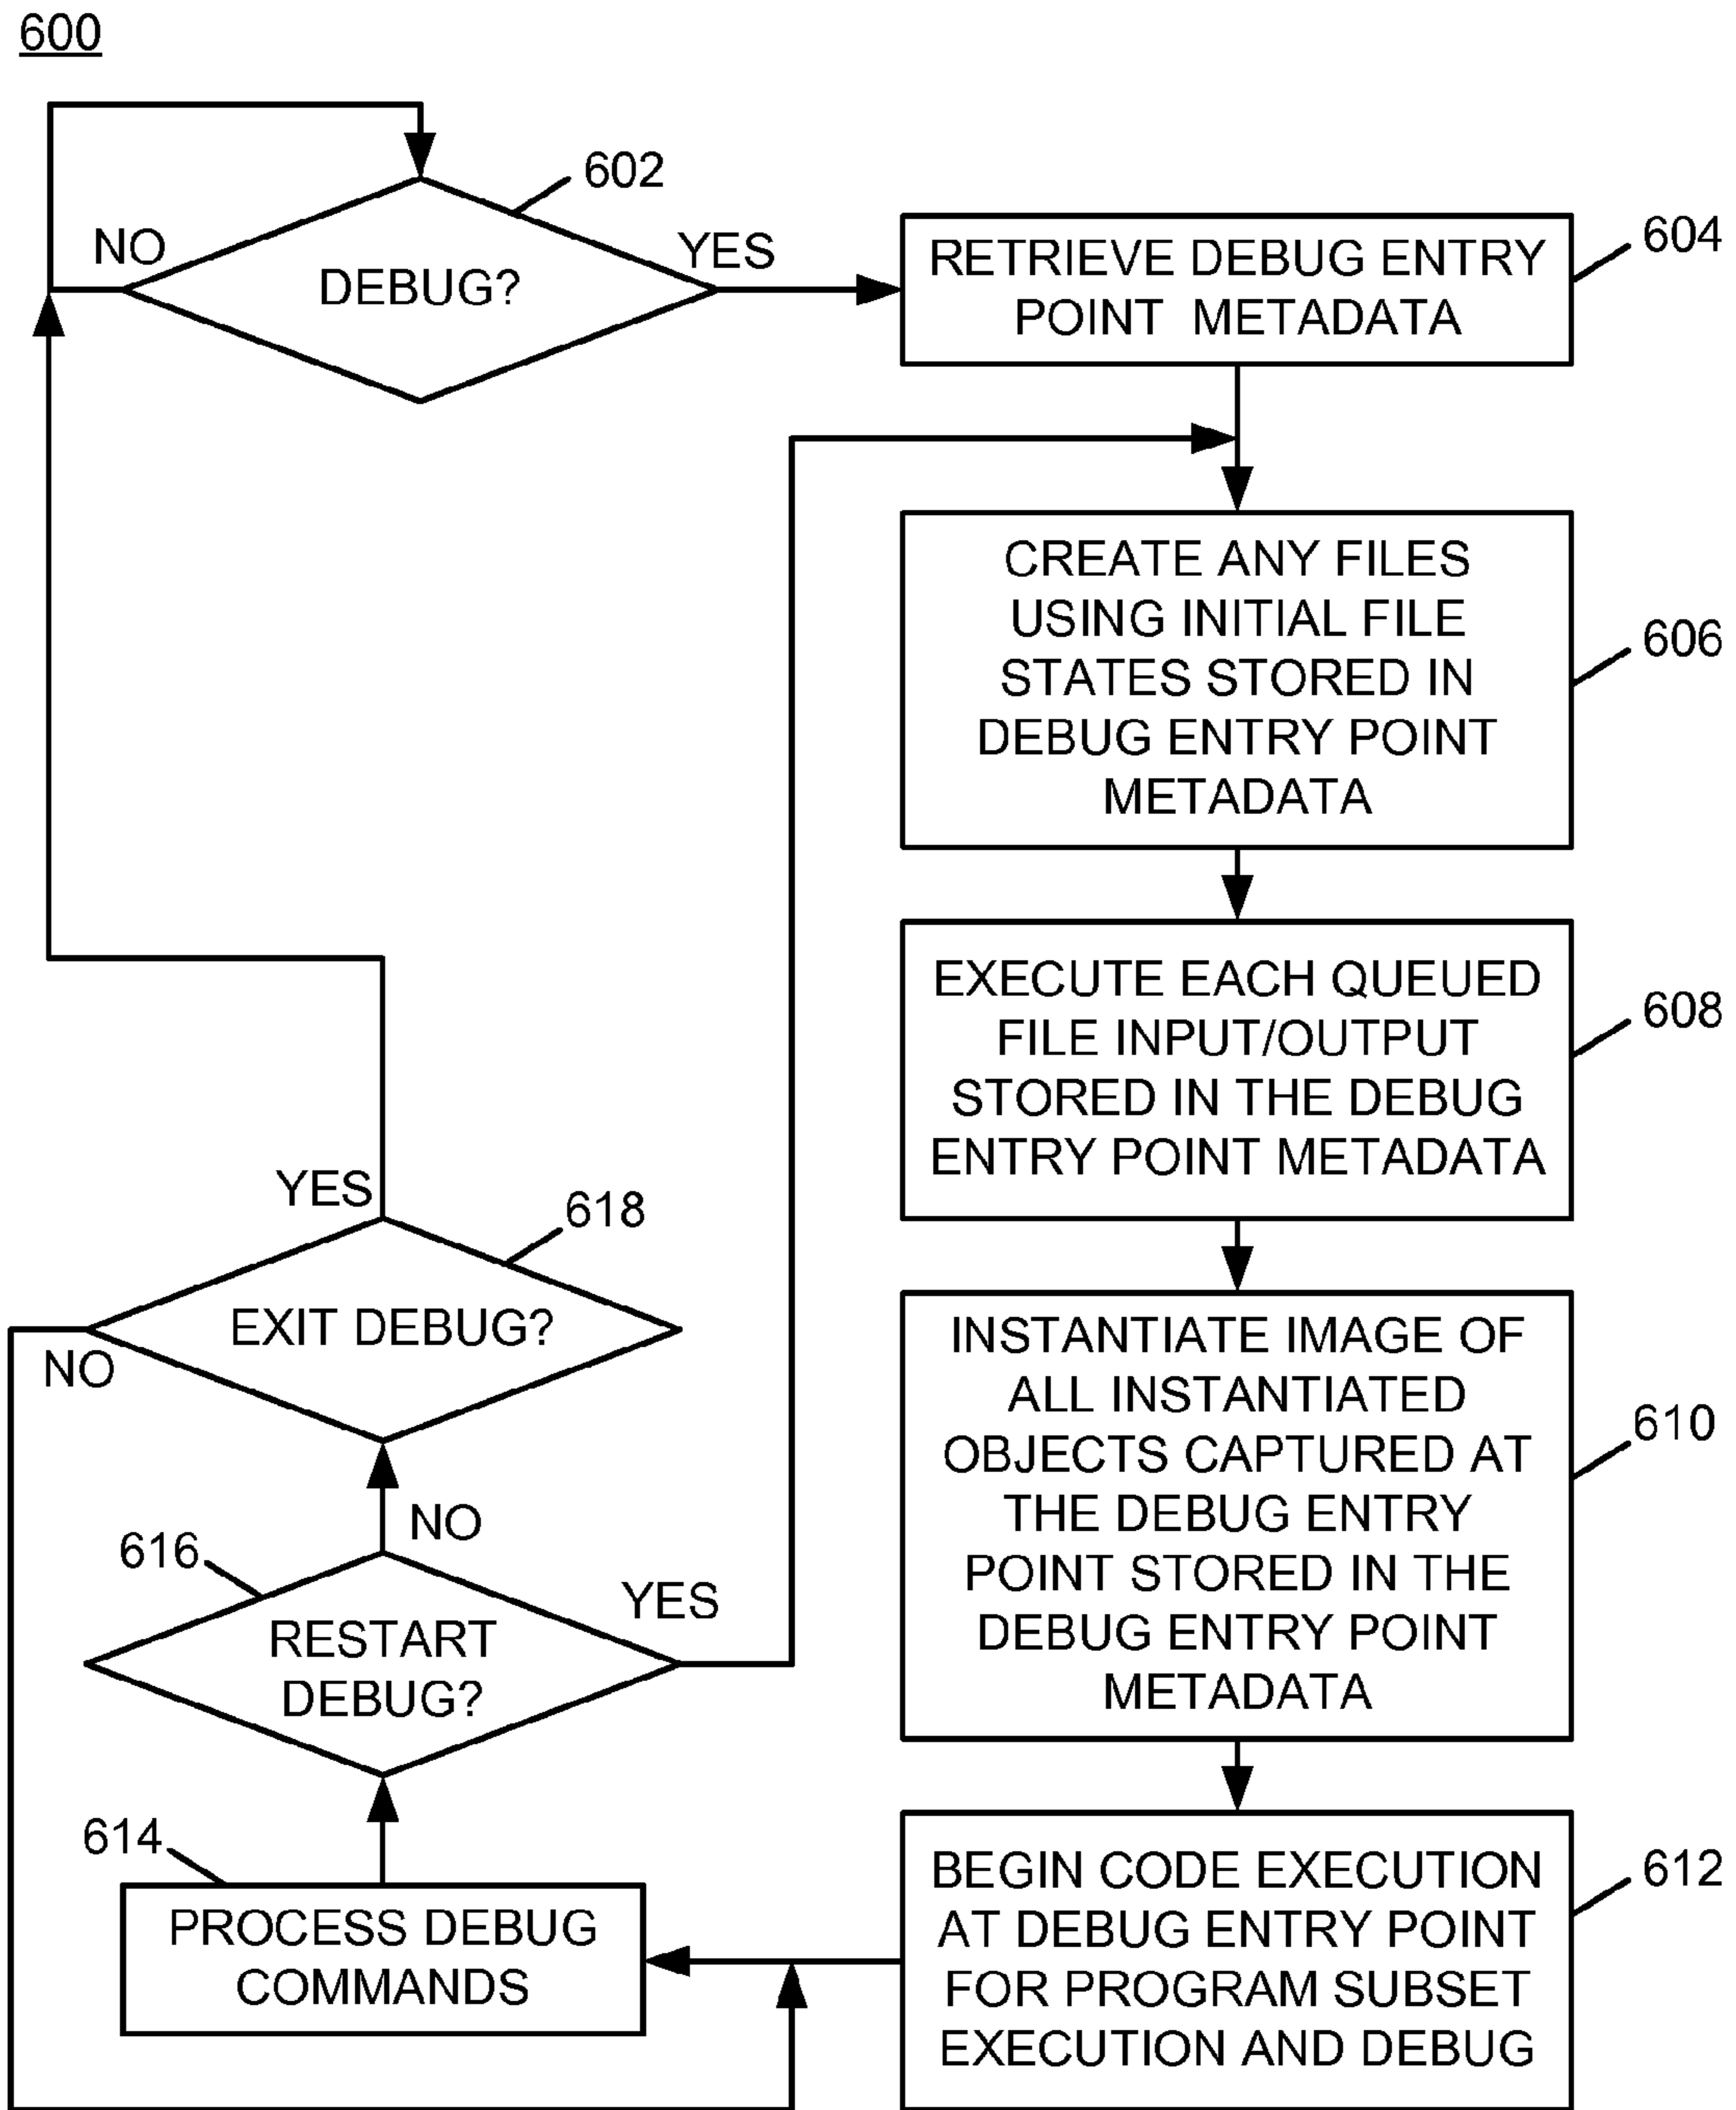 600
602
NO
YES
DEBUG?
604
RETRIEVE DEBUG ENTRY
POINT METADATA
606
CREATE ANY FILES
USING INITIAL FILE
STATES STORED IN
DEBUG ENTRY POINT
METADATA
608
EXECUTE EACH QUEUED
FILE INPUT/OUTPUT
STORED IN THE DEBUG
ENTRY POINT METADATA
610
INSTANTIATE IMAGE OF
ALL INSTANTIATED
OBJECTS CAPTURED AT
THE DEBUG ENTRY
POINT STORED IN THE
DEBUG ENTRY POINT
METADATA
612
BEGIN CODE EXECUTION
AT DEBUG ENTRY POINT
FOR PROGRAM SUBSET
EXECUTION AND DEBUG
614
PROCESS DEBUG
COMMANDS
616
NO
YES
RESTART
DEBUG?
618
YES
EXIT DEBUG?
NO